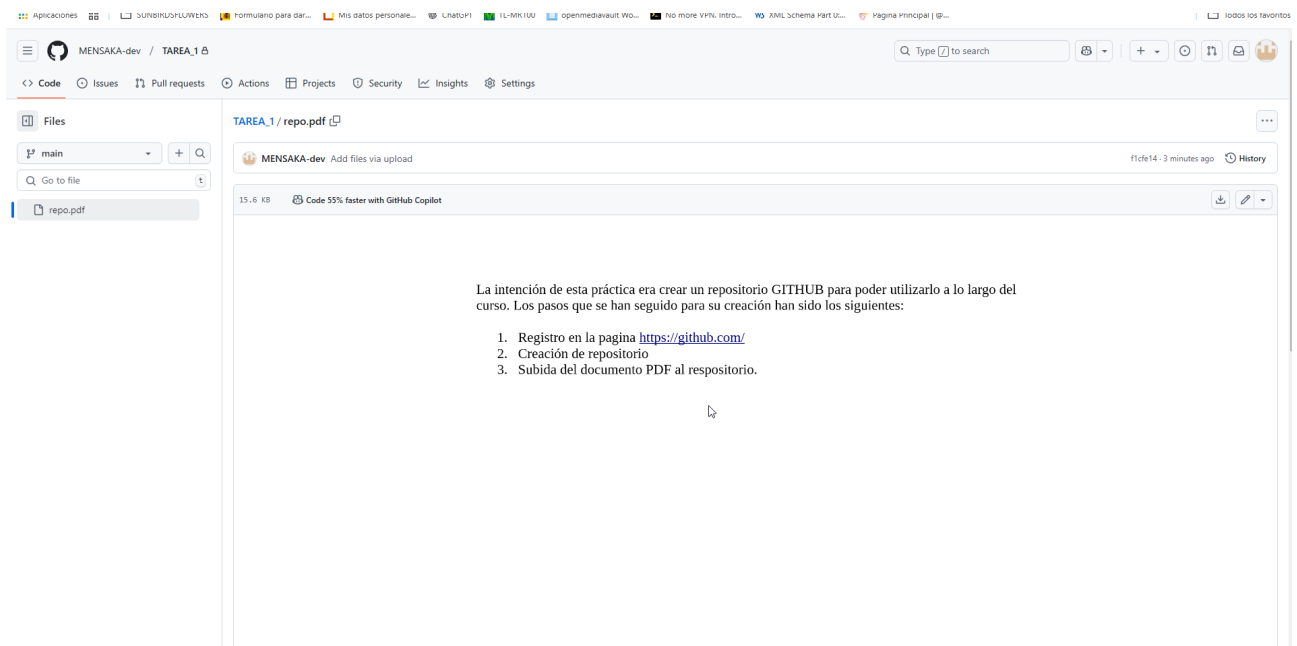 Aplicaciones SUNBIRDSFLOWERS Formulario para dar... Mis datos personale... ChatGPT TL-MR100 openmediavault Wo... No more VPN. Intro... XML Schema Part 0:... Página Principal | @... Todos los favoritos
MENSAKA-dev / TAREA_1 Type / to search
Code Issues Pull requests Actions Projects Security Insights Settings
Files TAREA_1 / repo.pdf
main MENSAKA-dev Add files via upload f1cfe14 · 3 minutes ago History
Go to file t
repo.pdf 15.6 KB Code 55% faster with GitHub Copilot
La intención de esta práctica era crear un repositorio GITHUB para poder utilizarlo a lo largo del
curso. Los pasos que se han seguido para su creación han sido los siguientes:
1. Registro en la pagina https://github.com/
2. Creación de repositorio
3. Subida del documento PDF al respositorio.